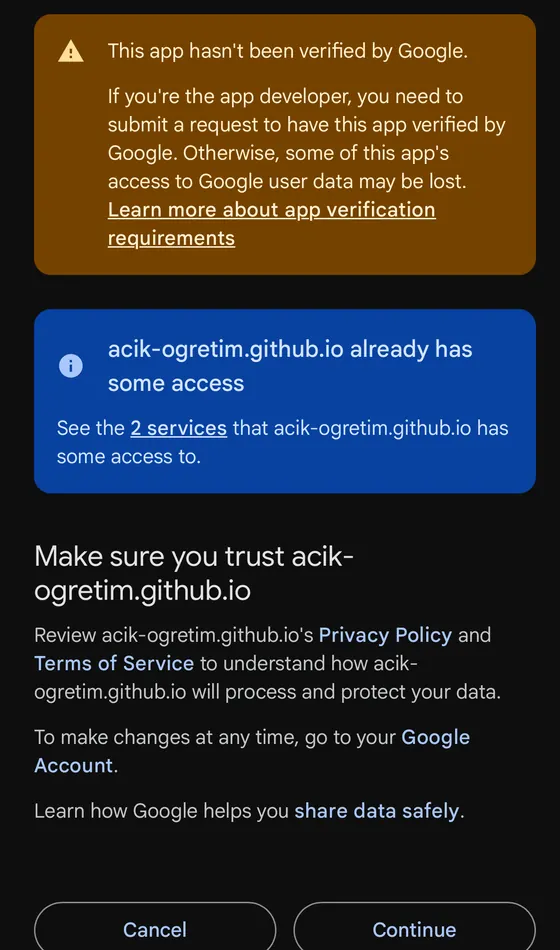 This app hasn't been verified by Google.
If you're the app developer, you need to
submit a request to have this app verified by
Google. Otherwise, some of this app's
access to Google user data may be lost.
Learn more about app verification
requirements
acik-ogretim.github.io already has
some access
See the 2 services that acik-ogretim.github.io has
some access to.
Make sure you trust acik-
ogretim.github.io
Review acik-ogretim.github.io's Privacy Policy and
Terms of Service to understand how acik-
ogretim.github.io will process and protect your data.
To make changes at any time, go to your Google
Account.
Learn how Google helps you share data safely.
Cancel
Continue